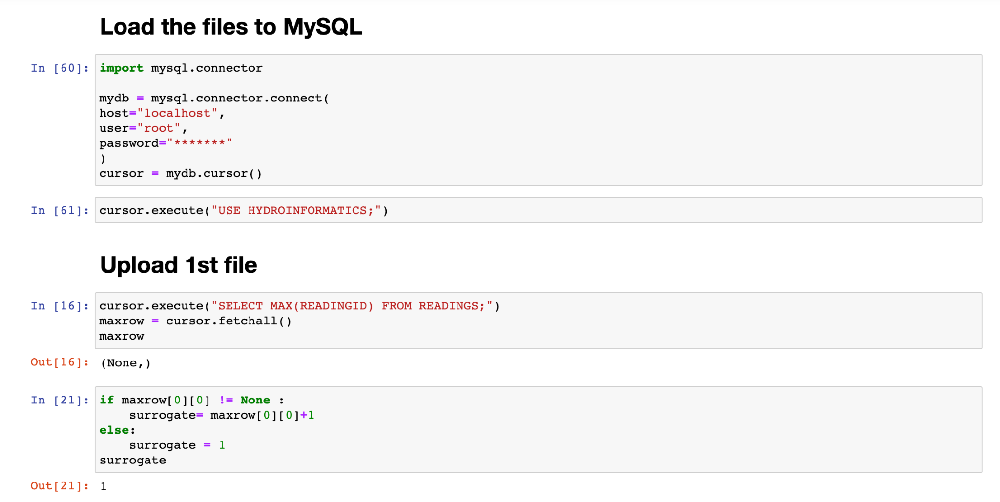 Load the files to MySQL
In [60]: import mysql.connector
mydb = mysql.connector.connect(
host="localhost",
user="root",
password="*******"
)
cursor = mydb.cursor()
In [61]: cursor.execute("USE HYDROINFORMATICS;")
Upload 1st file
In [16]: cursor.execute("SELECT MAX(READINGID) FROM READINGS;")
maxrow = cursor.fetchall()
maxrow
Out[16]: (None,)
In [21]: if maxrow[0][0] != None :
    surrogate= maxrow[0][0]+1
else:
    surrogate = 1
surrogate
Out[21]: 1